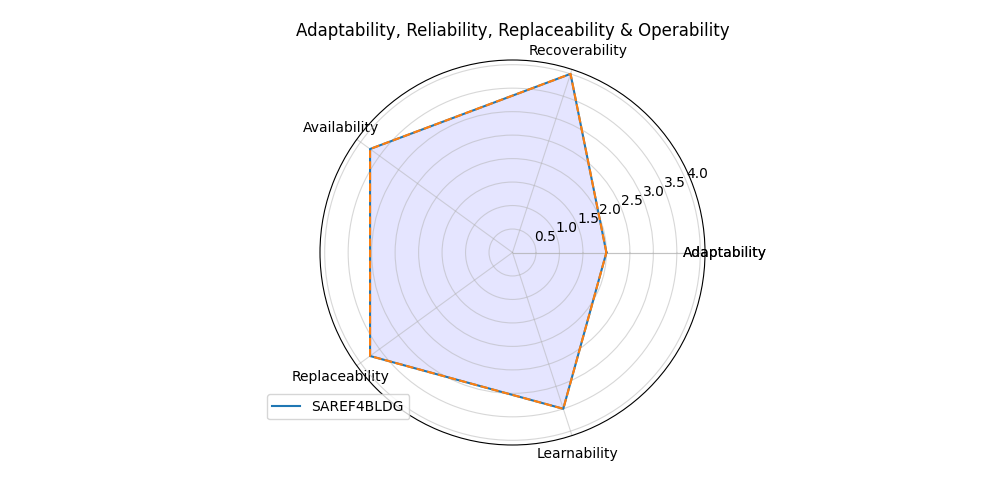 Adaptability, Reliability, Replaceability & Operability
Recoverability
Availability
4.0
3.5
3.0
2.5
2.0
1.5
1.0
0.5
Adaptability
Replaceability
SAREF4BLDG
Learnability